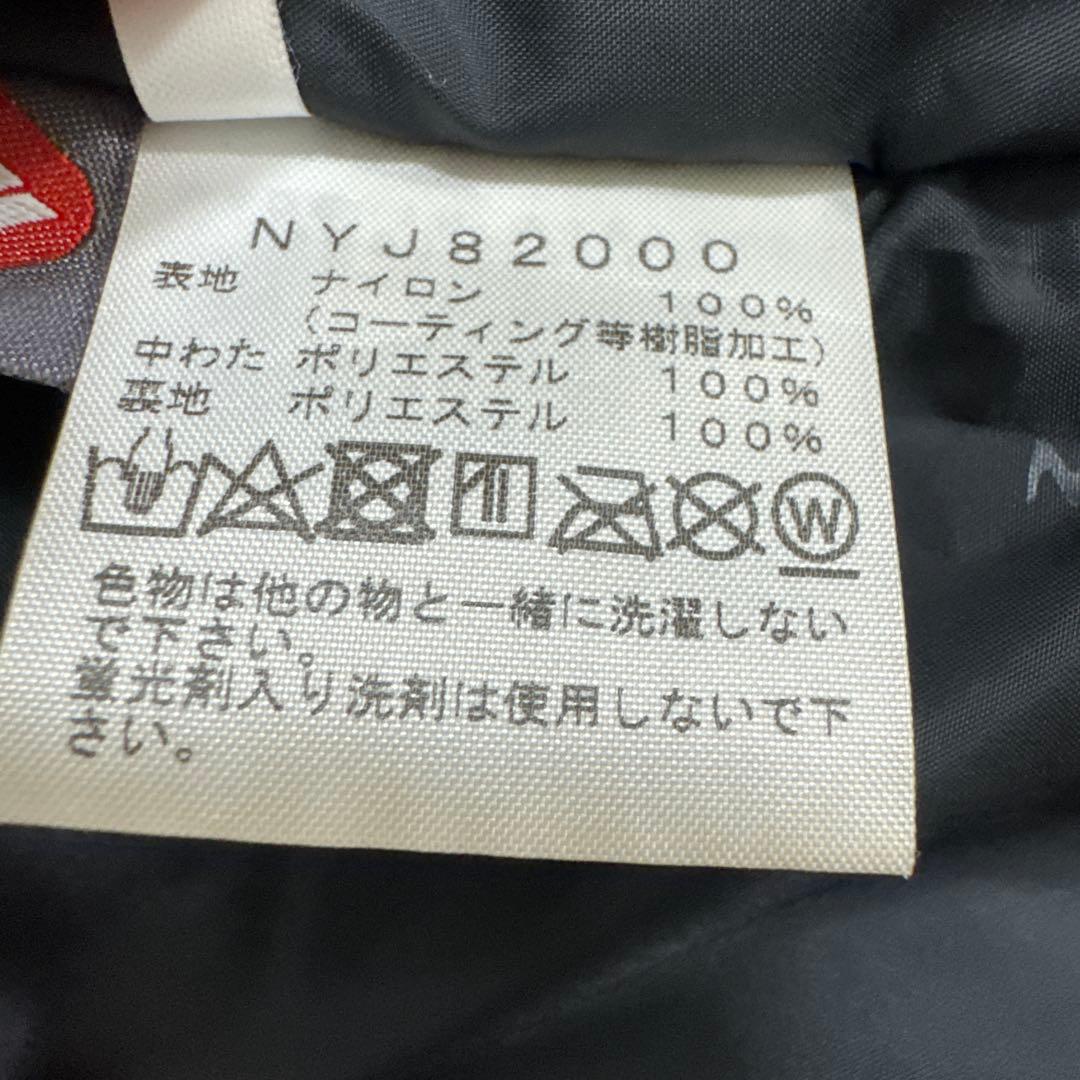 NYJ82000
表地 ナイロン 100%
(コーティング等樹脂加工)
中わた ポリエステル 100%
裏地 ポリエステル 100%
W
色物は他の物と一緒に洗濯しない
で下さい。
蛍光剤入り洗剤は使用しないで下
さい。